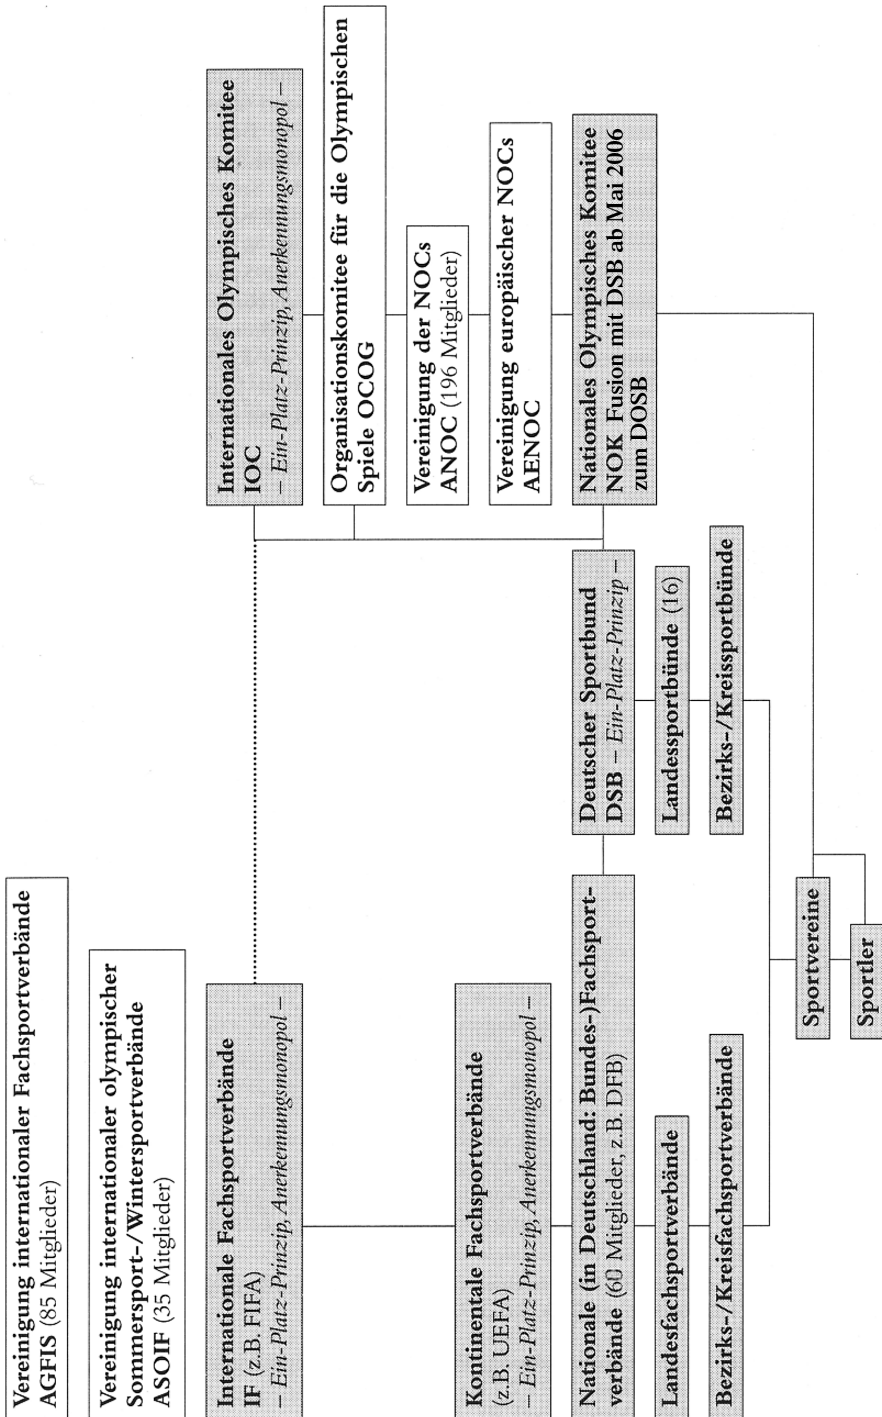 Vereinigung internationaler Fachsportverbände
AGFIS (85 Mitglieder)
Vereinigung internationaler olympischer
Sommersport-/Wintersportverbände
ASOIF (35 Mitglieder)
Internationale Fachsportverbände
IF (z.B. FIFA)
– Ein-Platz-Prinzip, Anerkennungsmonopol –
Kontinentale Fachsportverbände
(z.B. UEFA)
– Ein-Platz-Prinzip, Anerkennungsmonopol –
Nationale (in Deutschland: Bundes-)Fachsport-
verbände (60 Mitglieder, z.B. DFB)
Landesfachsportverbände
Bezirks-/Kreisfachsportverbände
Deutscher Sportbund
DSB – Ein-Platz-Prinzip –
Landessportbünde (16)
Bezirks-/Kreissportbünde
Internationales Olympisches Komitee
IOC
– Ein-Platz-Prinzip, Anerkennungsmonopol –
Organisationskomitee für die Olympischen
Spiele OCOG
Vereinigung der NOCs
ANOC (196 Mitglieder)
Vereinigung europäischer NOCs
AENOC
Nationales Olympisches Komitee
NOK Fusion mit DSB ab Mai 2006
zum DOSB
Sportvereine
Sportler